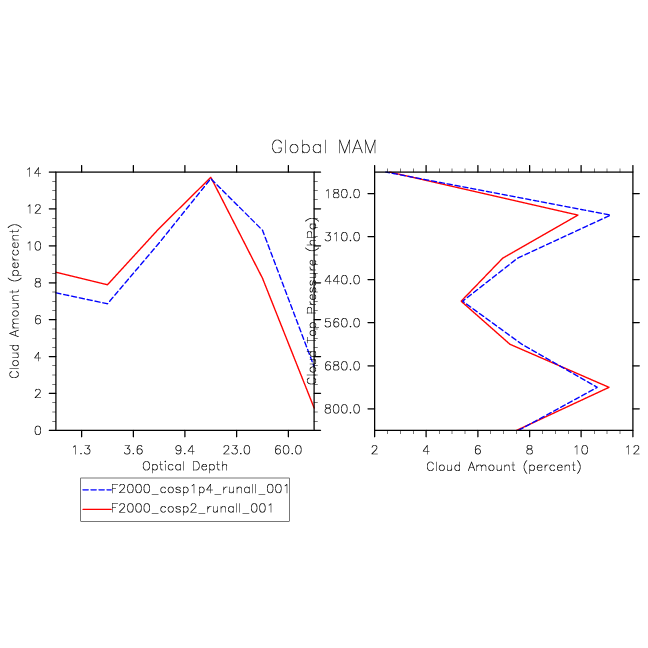 Global MAM
14
12
10
8
6
4
2
0
Cloud Amount (percent)
1.3 3.6 9.4 23.0 60.0
Optical Depth
Cloud Top Pressure (hPa)
180.0
310.0
440.0
560.0
680.0
800.0
2 4 6 8 10 12
Cloud Amount (percent)
F2000_cosp1p4_runall_001
F2000_cosp2_runall_001